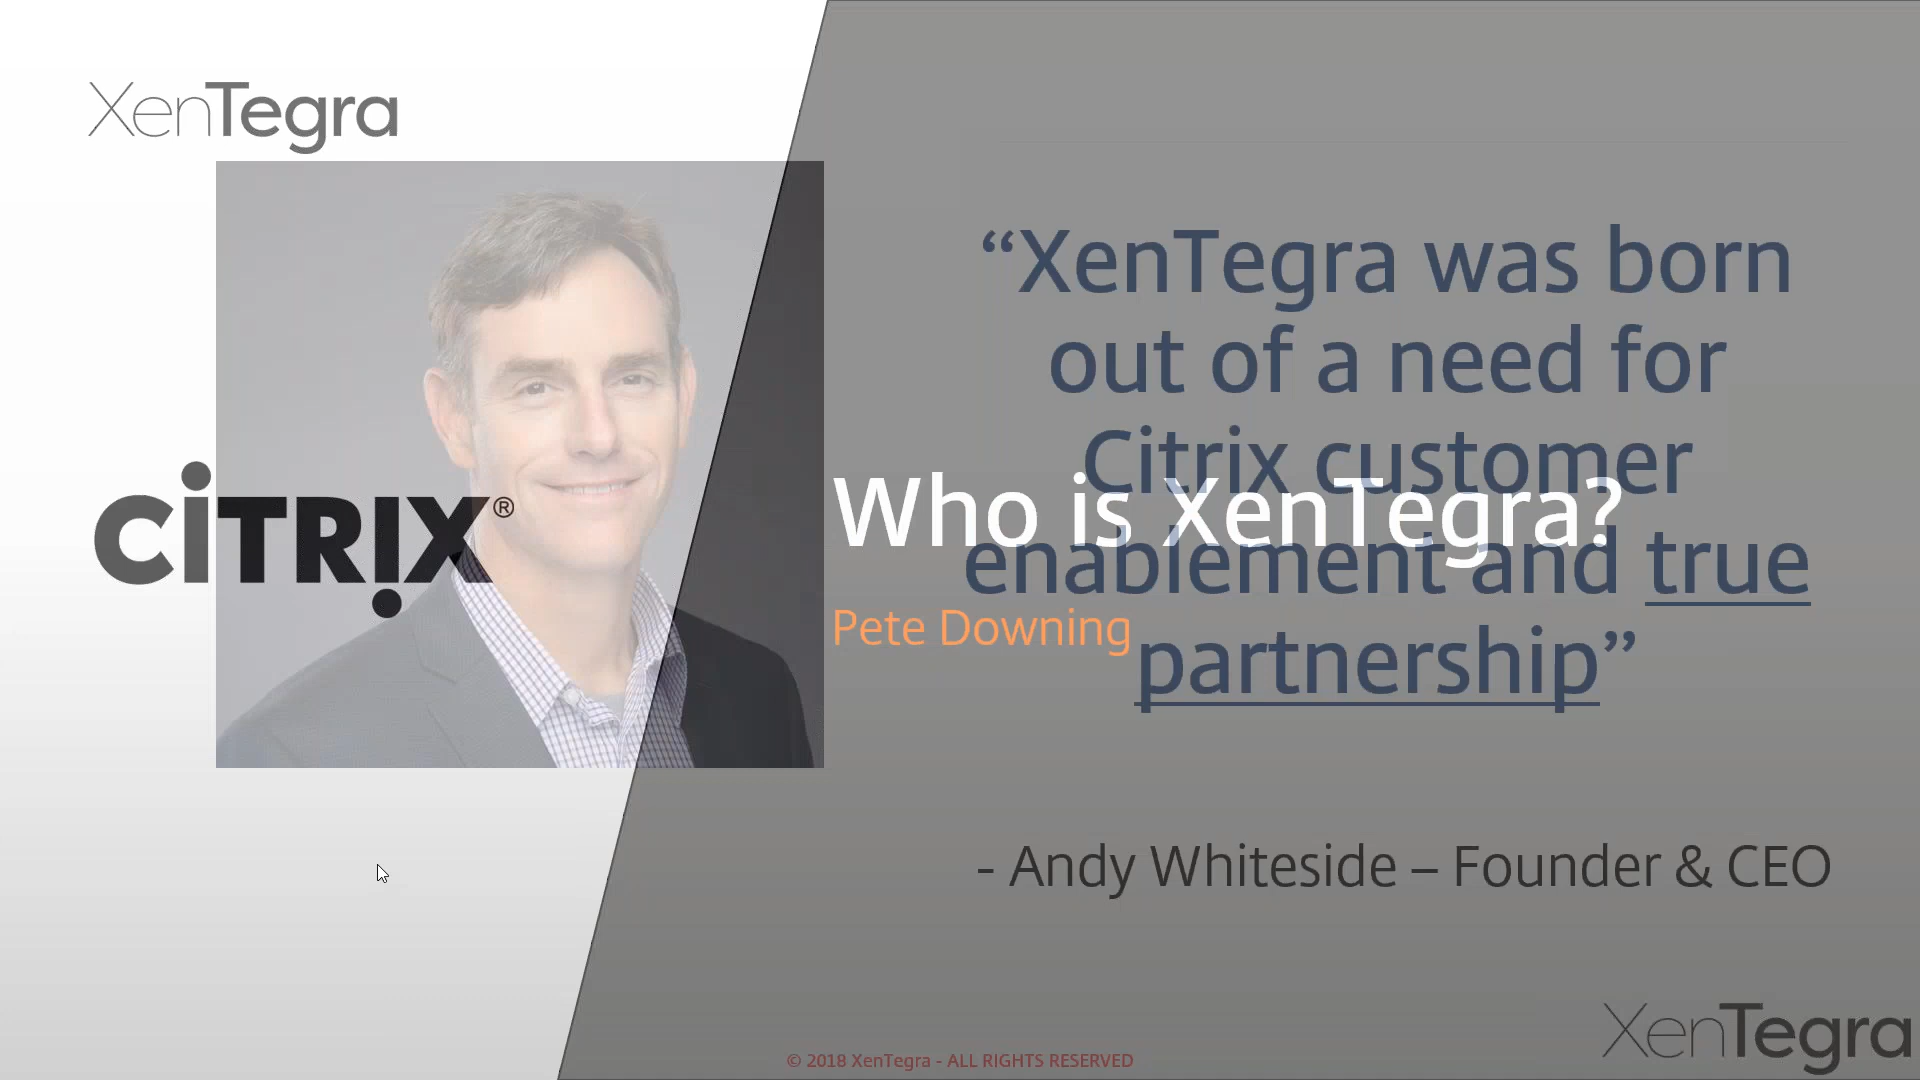 XenTegra
“XenTegra was born
out of a need for
Citrix customer
enablement and true
partnership”
CiTRIX®
Who is XenTegra?
Pete Downing
- Andy Whiteside – Founder & CEO
XenTegra
© 2018 XenTegra - ALL RIGHTS RESERVED